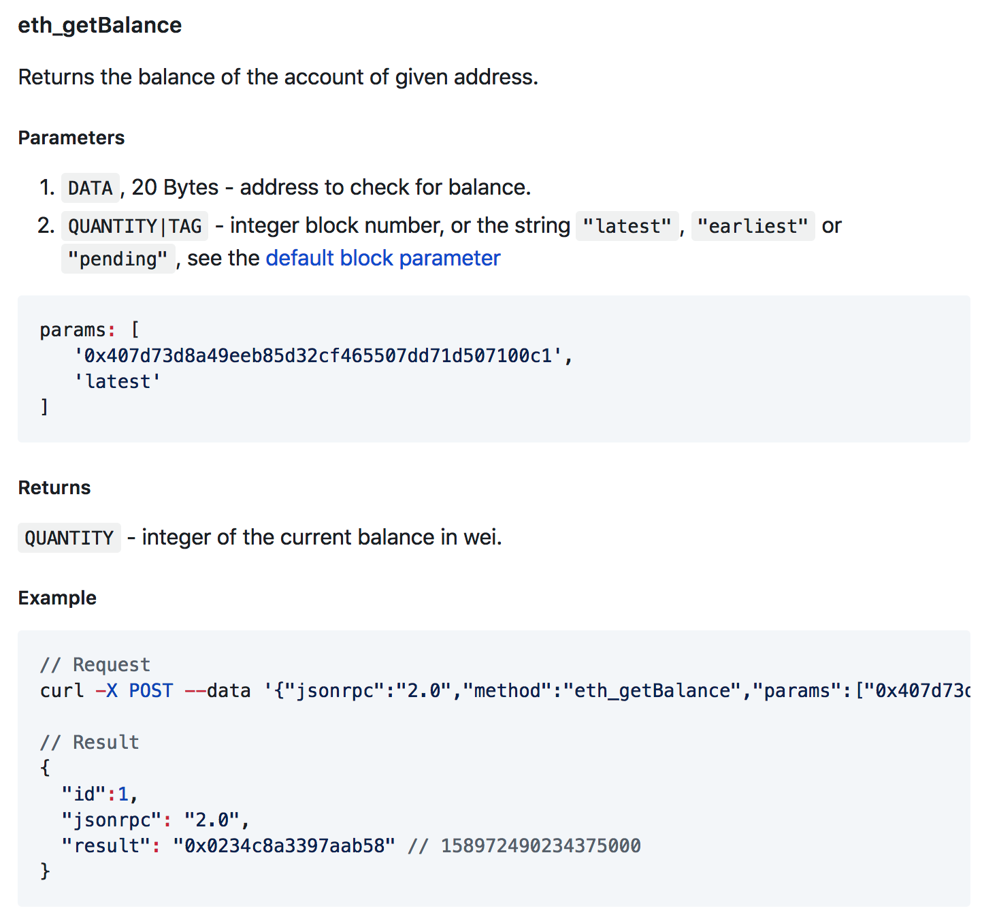 eth_getBalance
Returns the balance of the account of given address.
Parameters
1. DATA, 20 Bytes - address to check for balance.
2. QUANTITY|TAG - integer block number, or the string "latest", "earliest" or
"pending", see the default block parameter
params: [
   '0x407d73d8a49eeb85d32cf465507dd71d507100c1',
   'latest'
]
Returns
QUANTITY - integer of the current balance in wei.
Example
// Request
curl -X POST --data '{"jsonrpc":"2.0","method":"eth_getBalance","params":["0x407d73d
// Result
{
  "id":1,
  "jsonrpc": "2.0",
  "result": "0x0234c8a3397aab58" // 158972490234375000
}